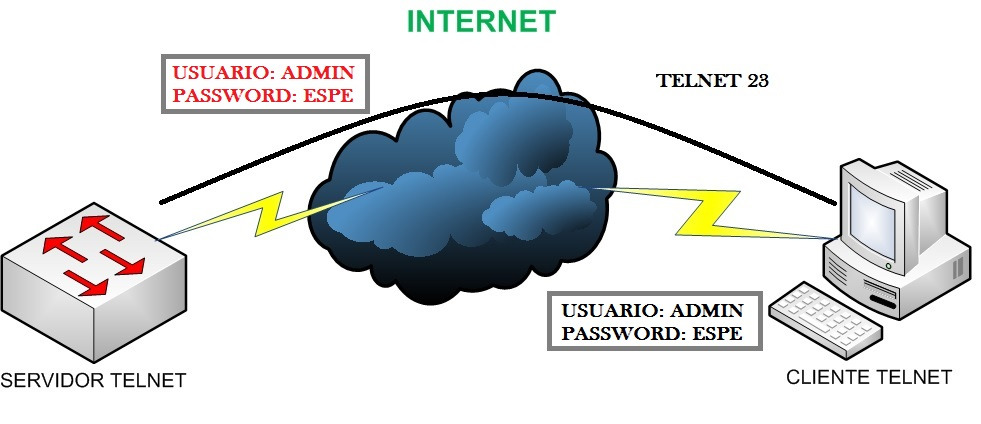 INTERNET
USUARIO: ADMIN
PASSWORD: ESPE
TELNET 23
USUARIO: ADMIN
PASSWORD: ESPE
SERVIDOR TELNET
CLIENTE TELNET